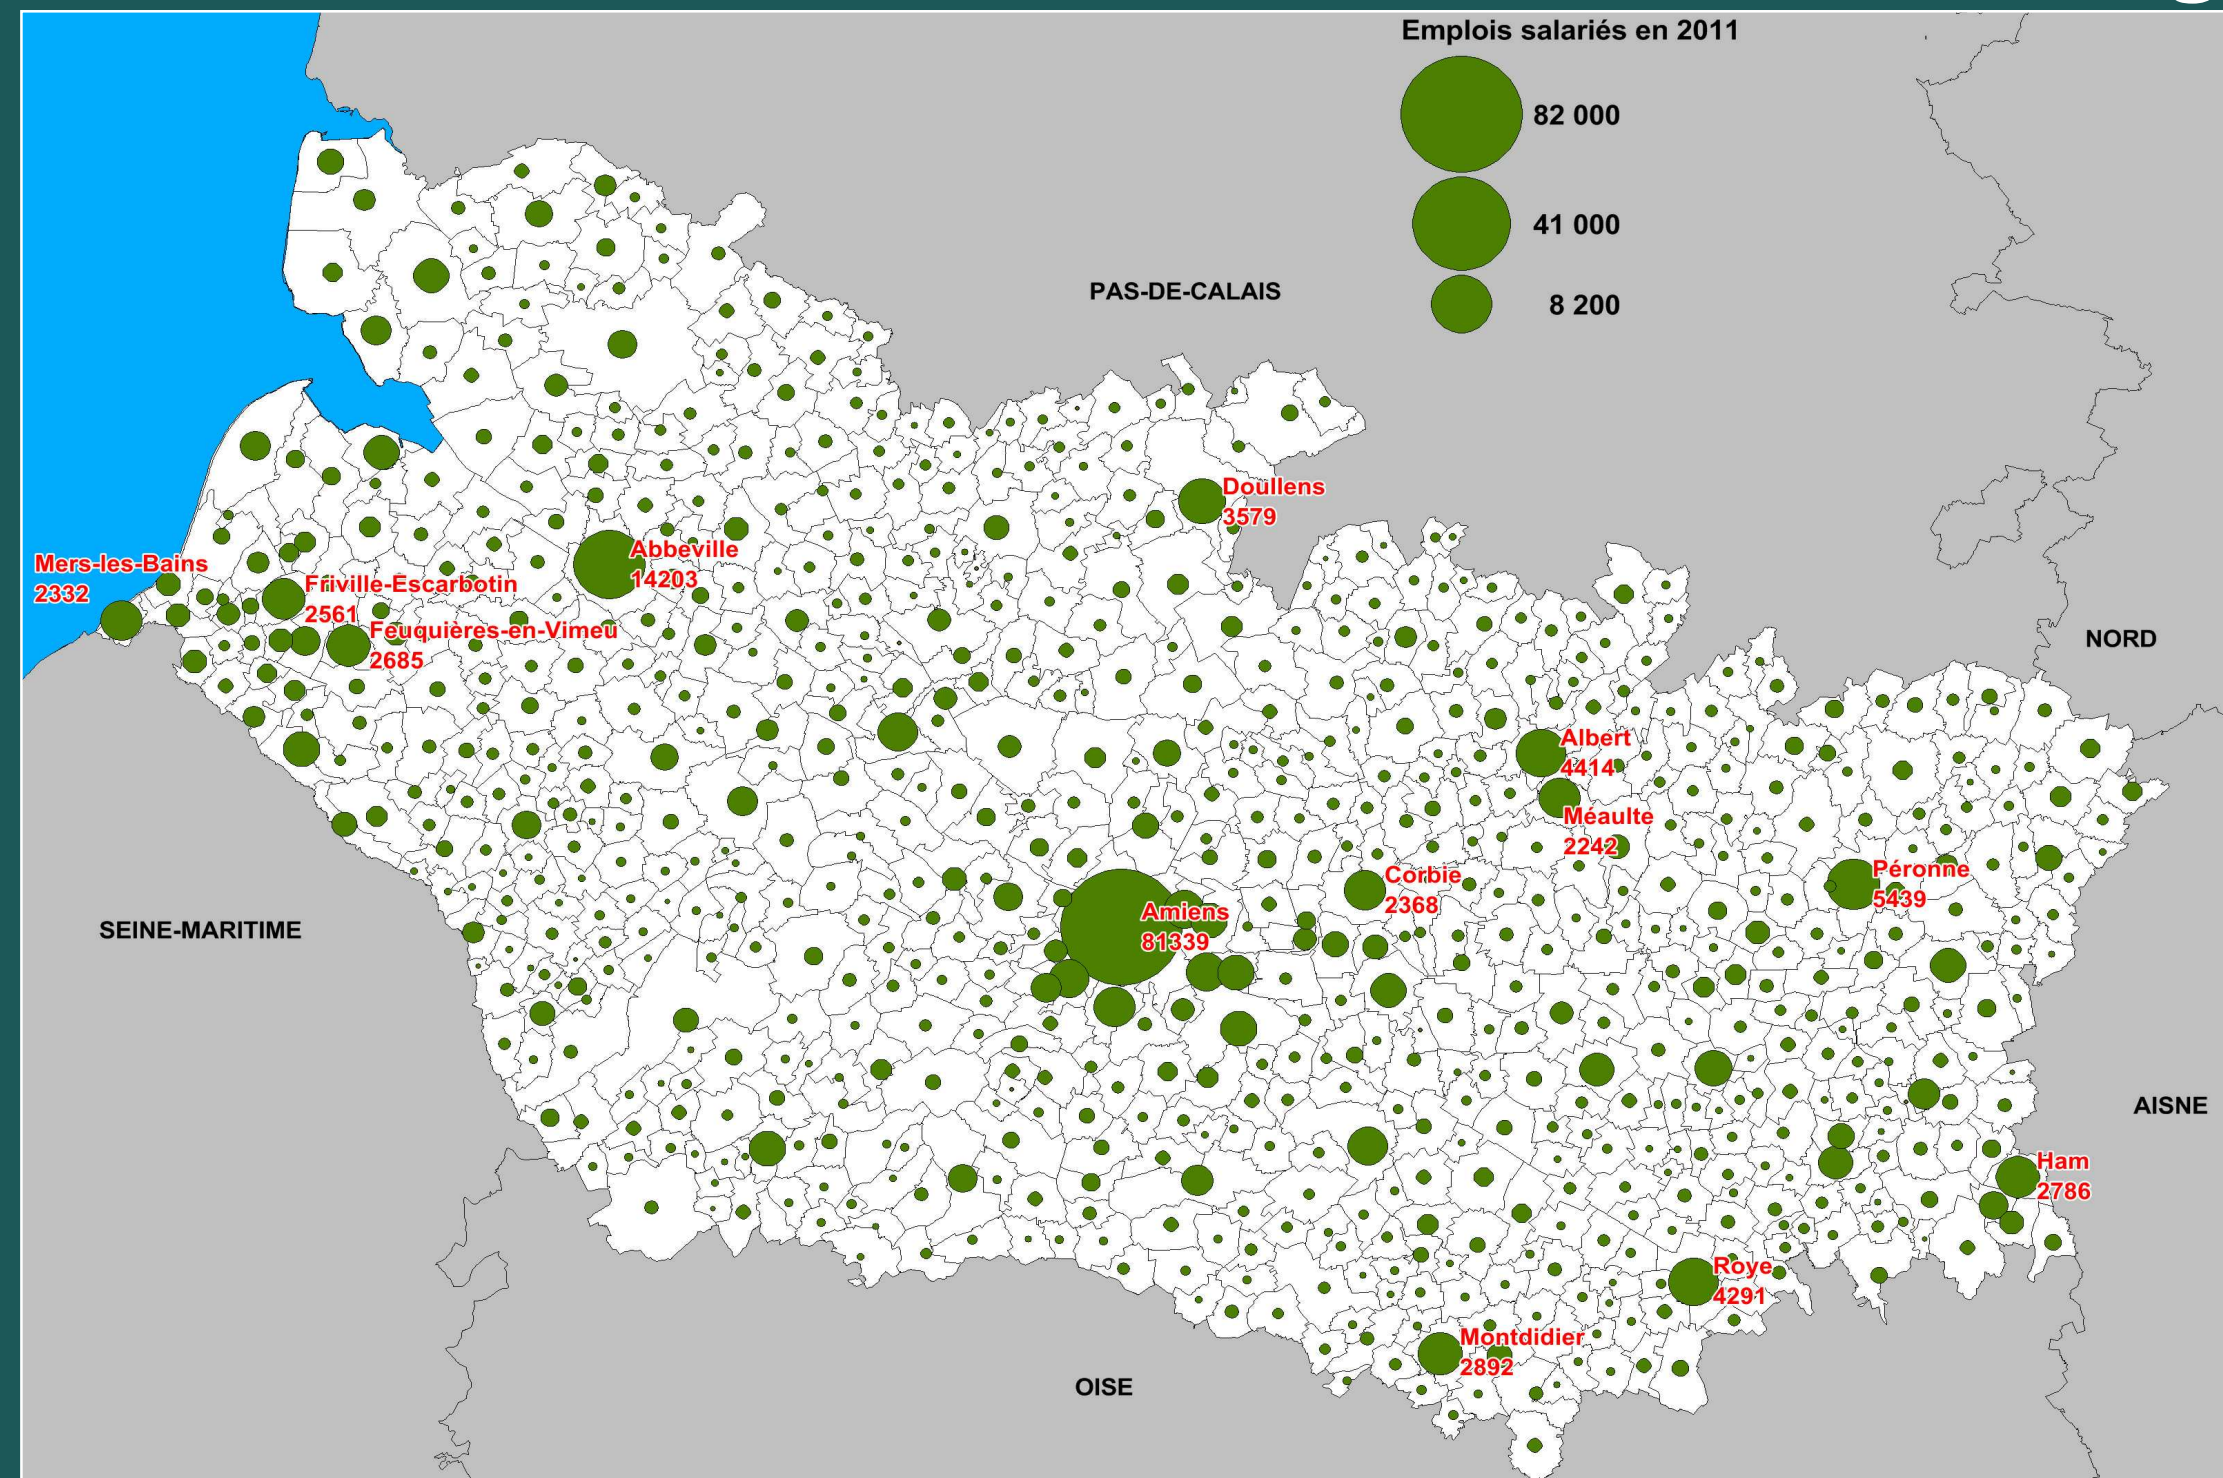 Emplois salariés en 2011
82 000
41 000
8 200
PAS-DE-CALAIS
Doullens
3579
Abbeville
14203
Mers-les-Bains
2332
Friville-Escarbotin
2561
Feuquières-en-Vimeu
2685
NORD
Albert
4414
Méaulte
2242
Péronne
5439
Corbie
2368
Amiens
81339
SEINE-MARITIME
AISNE
Ham
2786
Roye
4291
Montdidier
2892
OISE